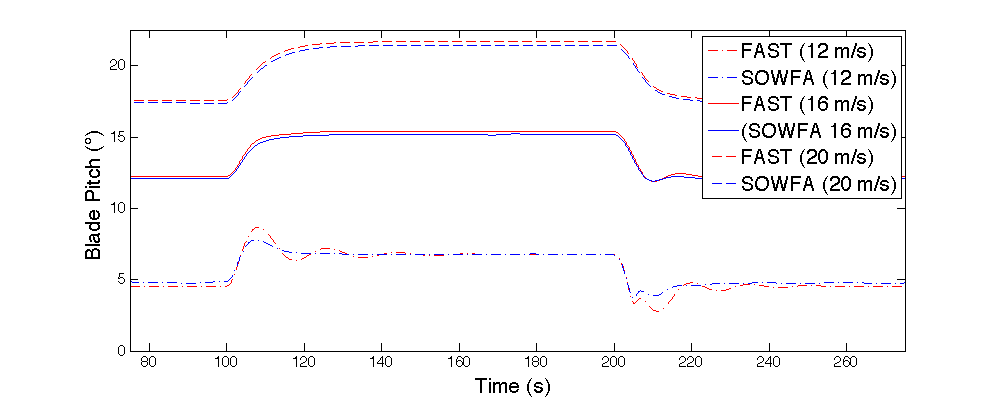 FAST (12 m/s)
SOWFA (12 m/s)
FAST (16 m/s)
(SOWFA 16 m/s)
FAST (20 m/s)
SOWFA (20 m/s)
20
15
10
5
0
Blade Pitch (°)
80 100 120 140 160 180 200 220 240 260
Time (s)